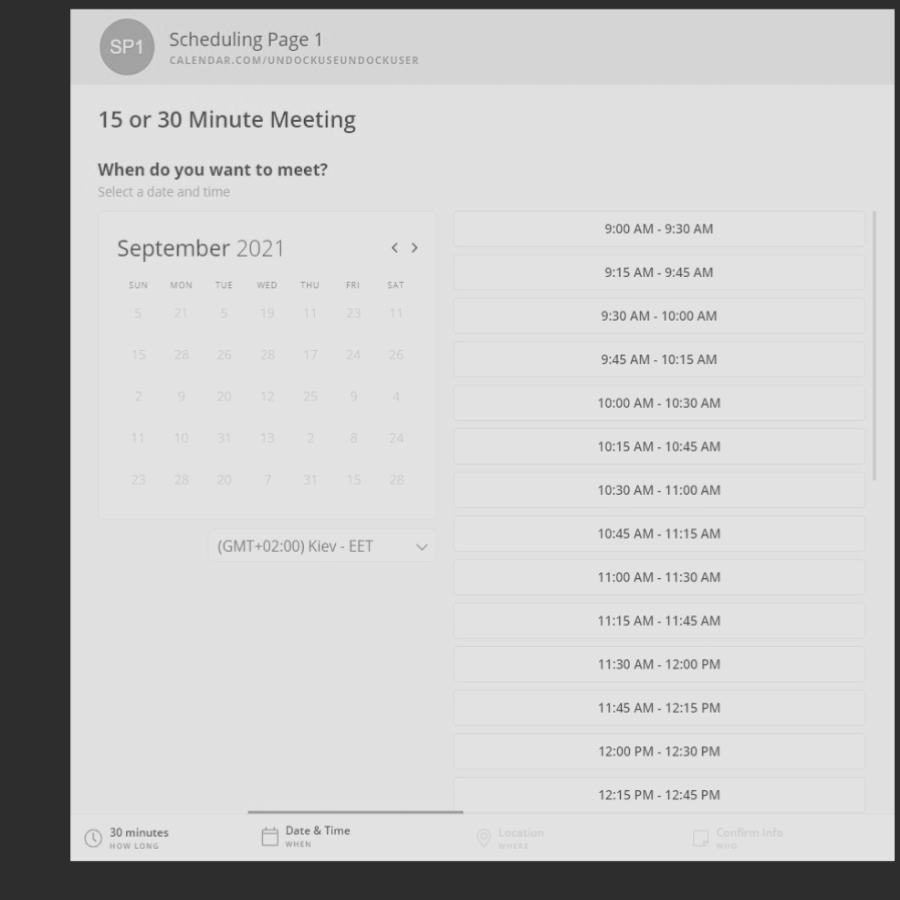 SP1
Scheduling Page 1
CALENDAR.COM/UNDOCKUSEUNDOCKUSER
15 or 30 Minute Meeting
When do you want to meet?
Select a date and time
September 2021
SUN MON TUE WED THU FRI SAT
5 21 5 19 11 23 11
15 28 26 28 17 24 26
2 9 20 12 25 9 4
11 10 31 13 2 8 24
23 28 20 7 31 15 28
(GMT+02:00) Kiev - EET
9:00 AM - 9:30 AM
9:15 AM - 9:45 AM
9:30 AM - 10:00 AM
9:45 AM - 10:15 AM
10:00 AM - 10:30 AM
10:15 AM - 10:45 AM
10:30 AM - 11:00 AM
10:45 AM - 11:15 AM
11:00 AM - 11:30 AM
11:15 AM - 11:45 AM
11:30 AM - 12:00 PM
11:45 AM - 12:15 PM
12:00 PM - 12:30 PM
12:15 PM - 12:45 PM
30 minutes
HOW LONG
Date & Time
WHEN
Location
WHERE
Confirm Info
WHO